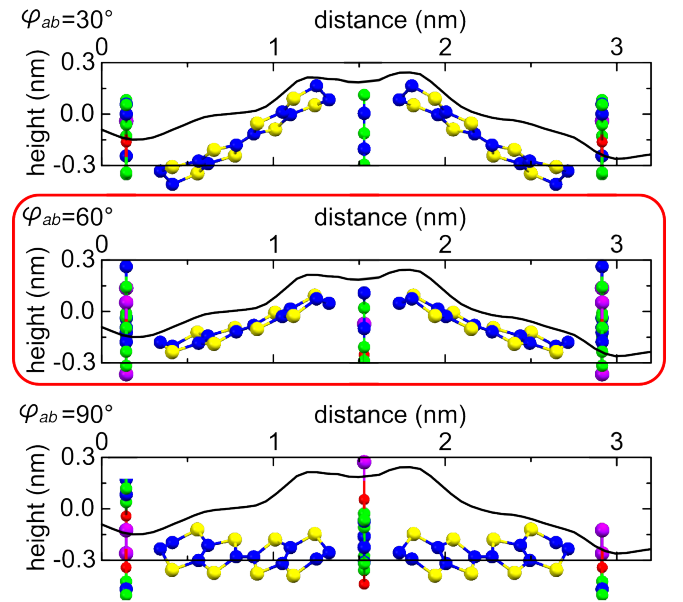 φab=30°
distance (nm)
0 1 2 3
height (nm)
0.3
0.0
-0.3
φab=60°
distance (nm)
0 1 2 3
height (nm)
0.3
0.0
-0.3
φab=90°
distance (nm)
0 1 2 3
height (nm)
0.3
0.0
-0.3